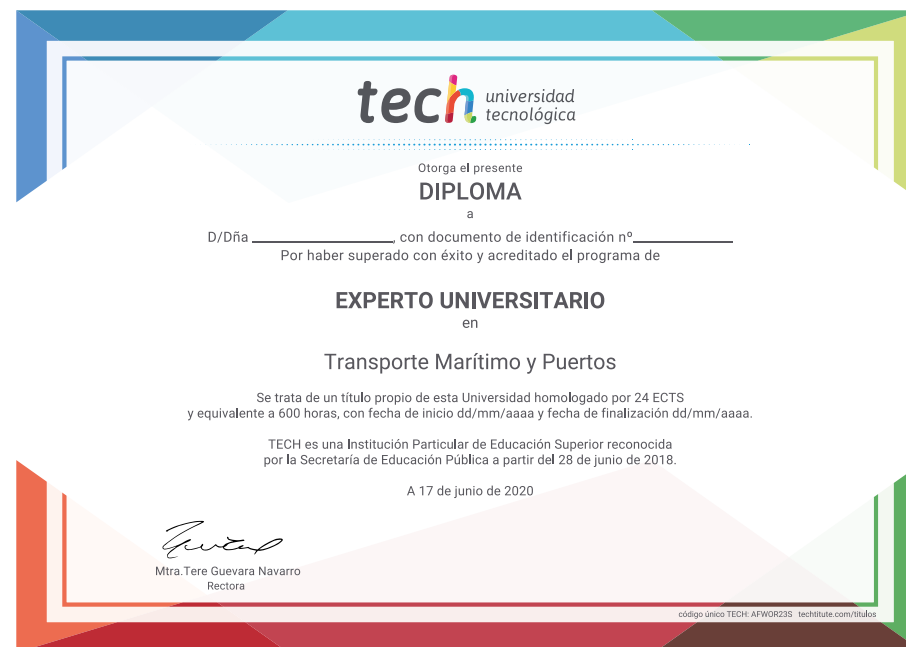 tech universidad
tecnológica
Otorga el presente
DIPLOMA
a
D/Dña ____________________, con documento de identificación nº______________
Por haber superado con éxito y acreditado el programa de
EXPERTO UNIVERSITARIO
en
Transporte Marítimo y Puertos
Se trata de un título propio de esta Universidad homologado por 24 ECTS
y equivalente a 600 horas, con fecha de inicio dd/mm/aaaa y fecha de finalización dd/mm/aaaa.
TECH es una Institución Particular de Educación Superior reconocida
por la Secretaría de Educación Pública a partir del 28 de junio de 2018.
A 17 de junio de 2020
Mtra.Tere Guevara Navarro
Rectora
código único TECH: AFWOR23S techtitute.com/titulos